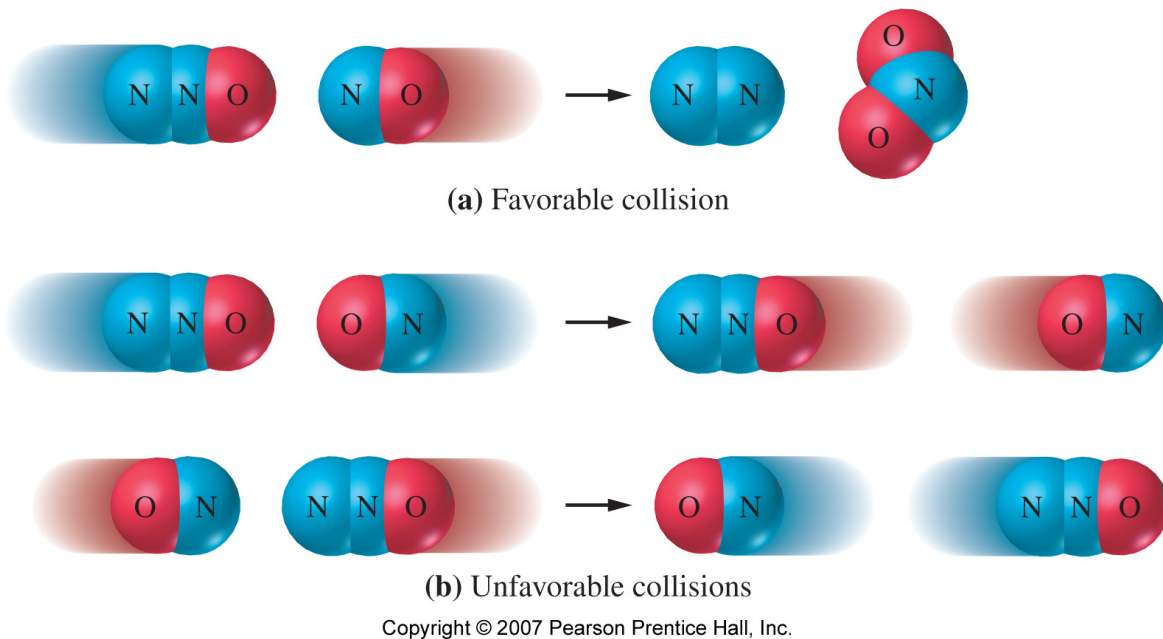 N N O N O N N O N O
(a) Favorable collision
N N O O N N N O O N
O N N N O O N N N O
(b) Unfavorable collisions
Copyright © 2007 Pearson Prentice Hall, Inc.